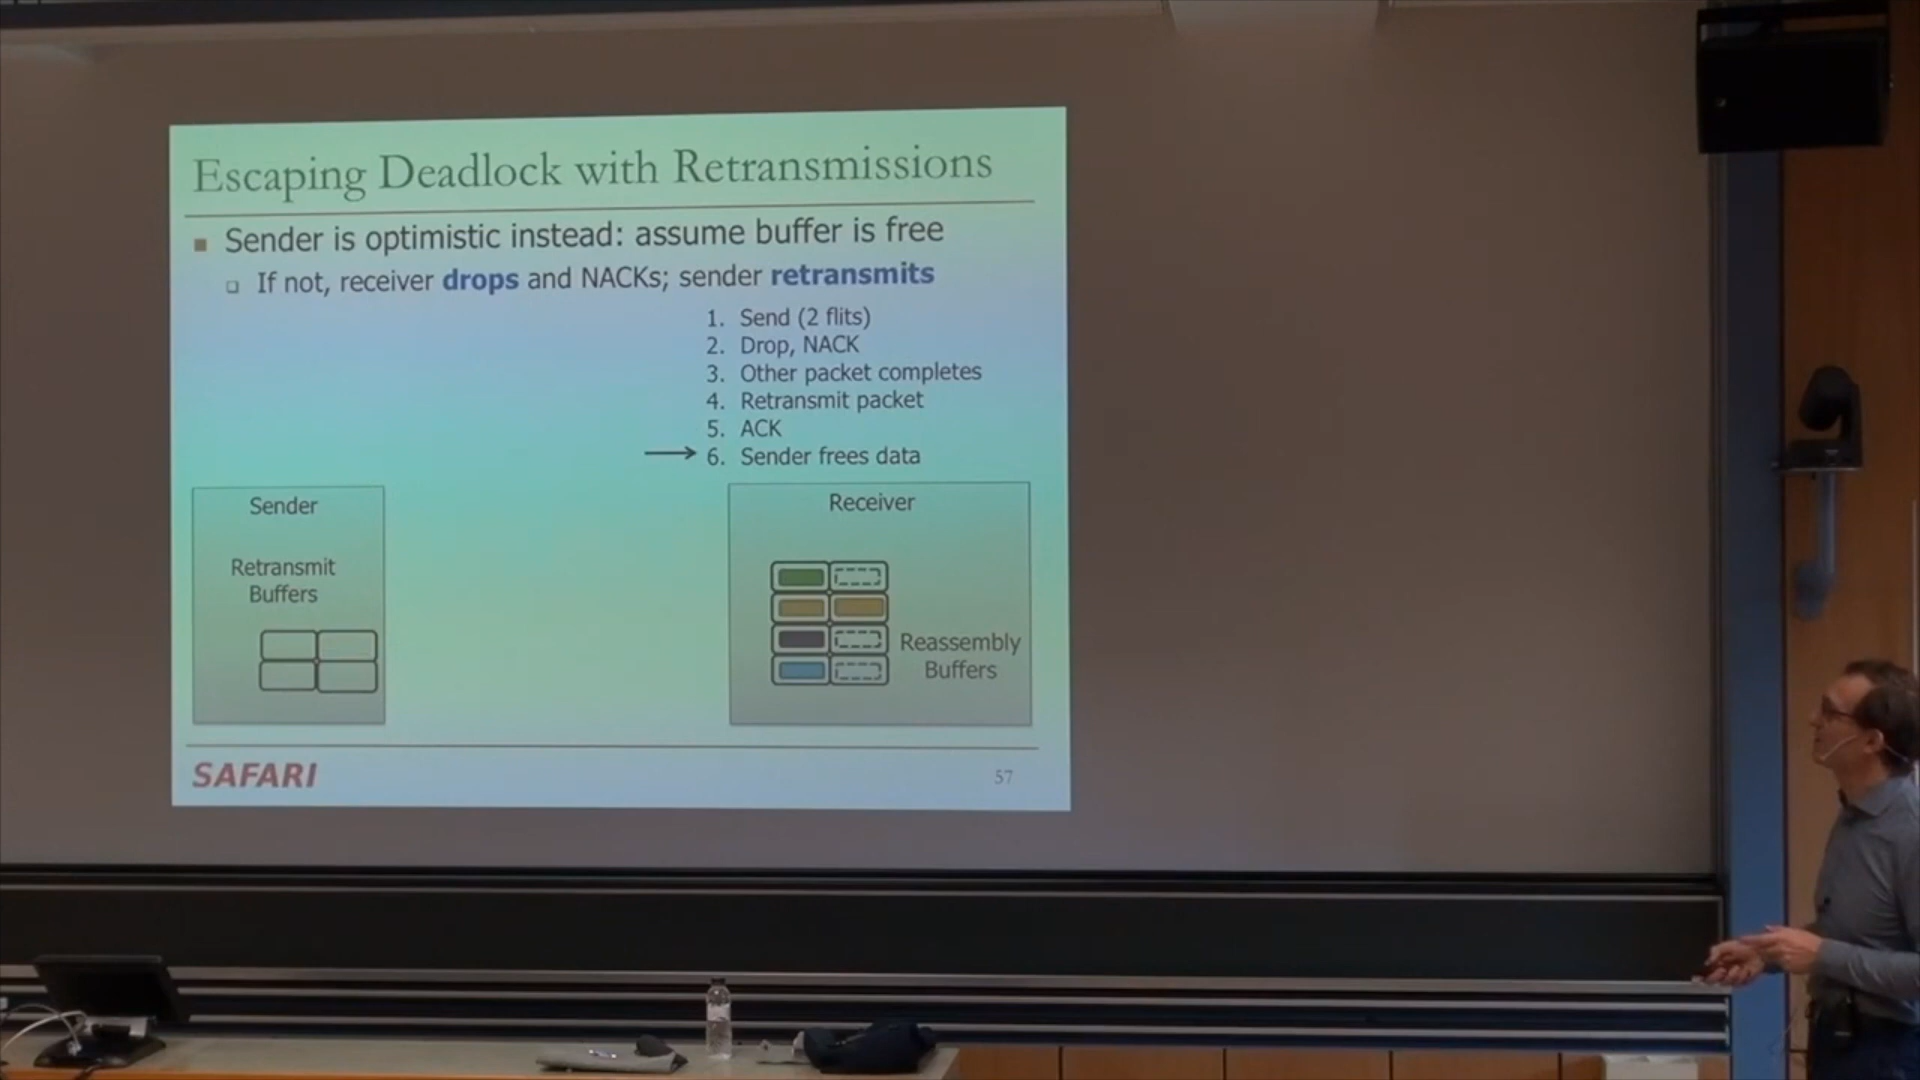 Escaping Deadlock with Retransmissions
Sender is optimistic instead: assume buffer is free
If not, receiver drops and NACKs; sender retransmits
1. Send (2 flits)
2. Drop, NACK
3. Other packet completes
4. Retransmit packet
5. ACK
6. Sender frees data
Sender
Retransmit
Buffers
Receiver
Reassembly
Buffers
SAFARI
57